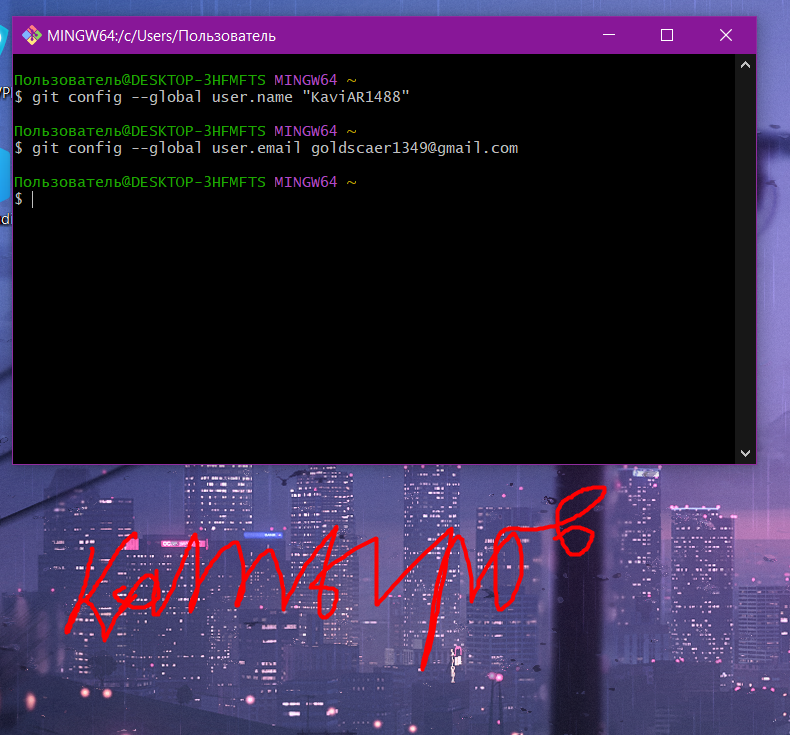 MINGW64:/c/Users/Пользователь
Пользователь@DESKTOP-3HFMFTS MINGW64 ~
$ git config --global user.name "KaviAR1488"
Пользователь@DESKTOP-3HFMFTS MINGW64 ~
$ git config --global user.email goldscaer1349@gmail.com
Пользователь@DESKTOP-3HFMFTS MINGW64 ~
$